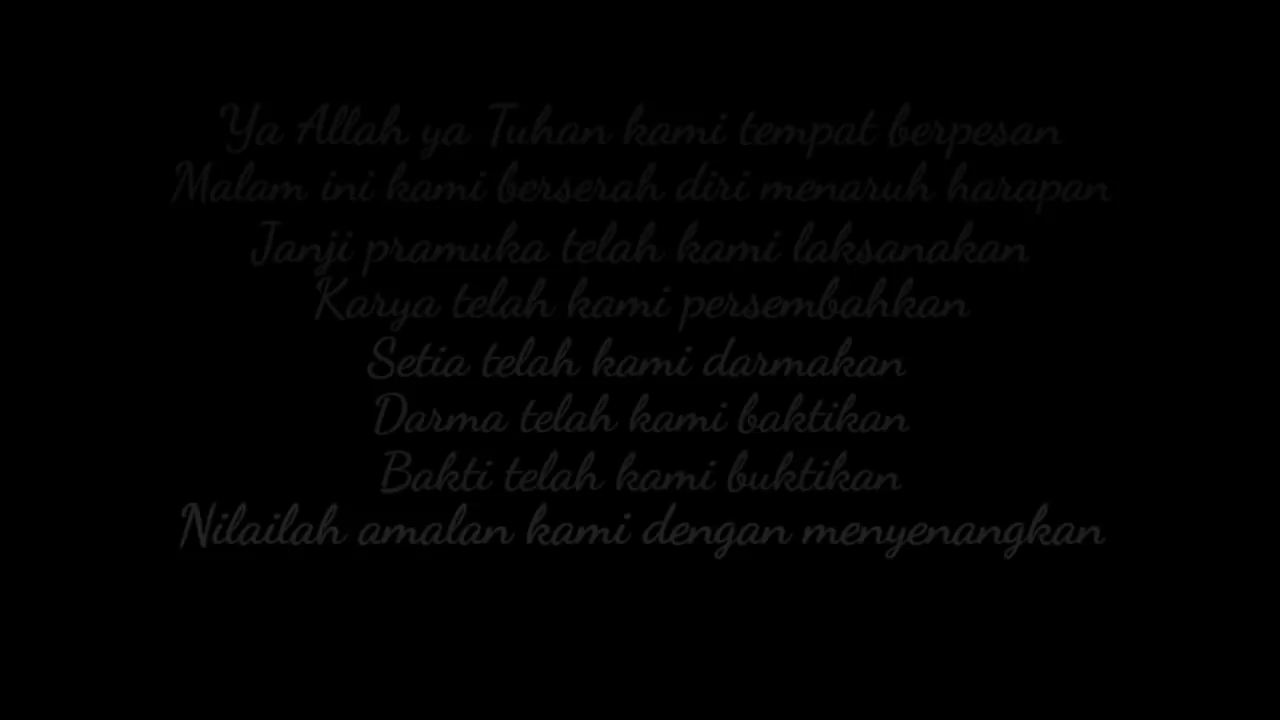 Ya Allah ya Tuhan kami tempat berpesan
Malam ini kami berserah diri menaruh harapan
Janji pramuka telah kami laksanakan
Karya telah kami persembahkan
Setia telah kami darmakan
Darma telah kami baktikan
Bakti telah kami buktikan
Nilailah amalan kami dengan menyenangkan